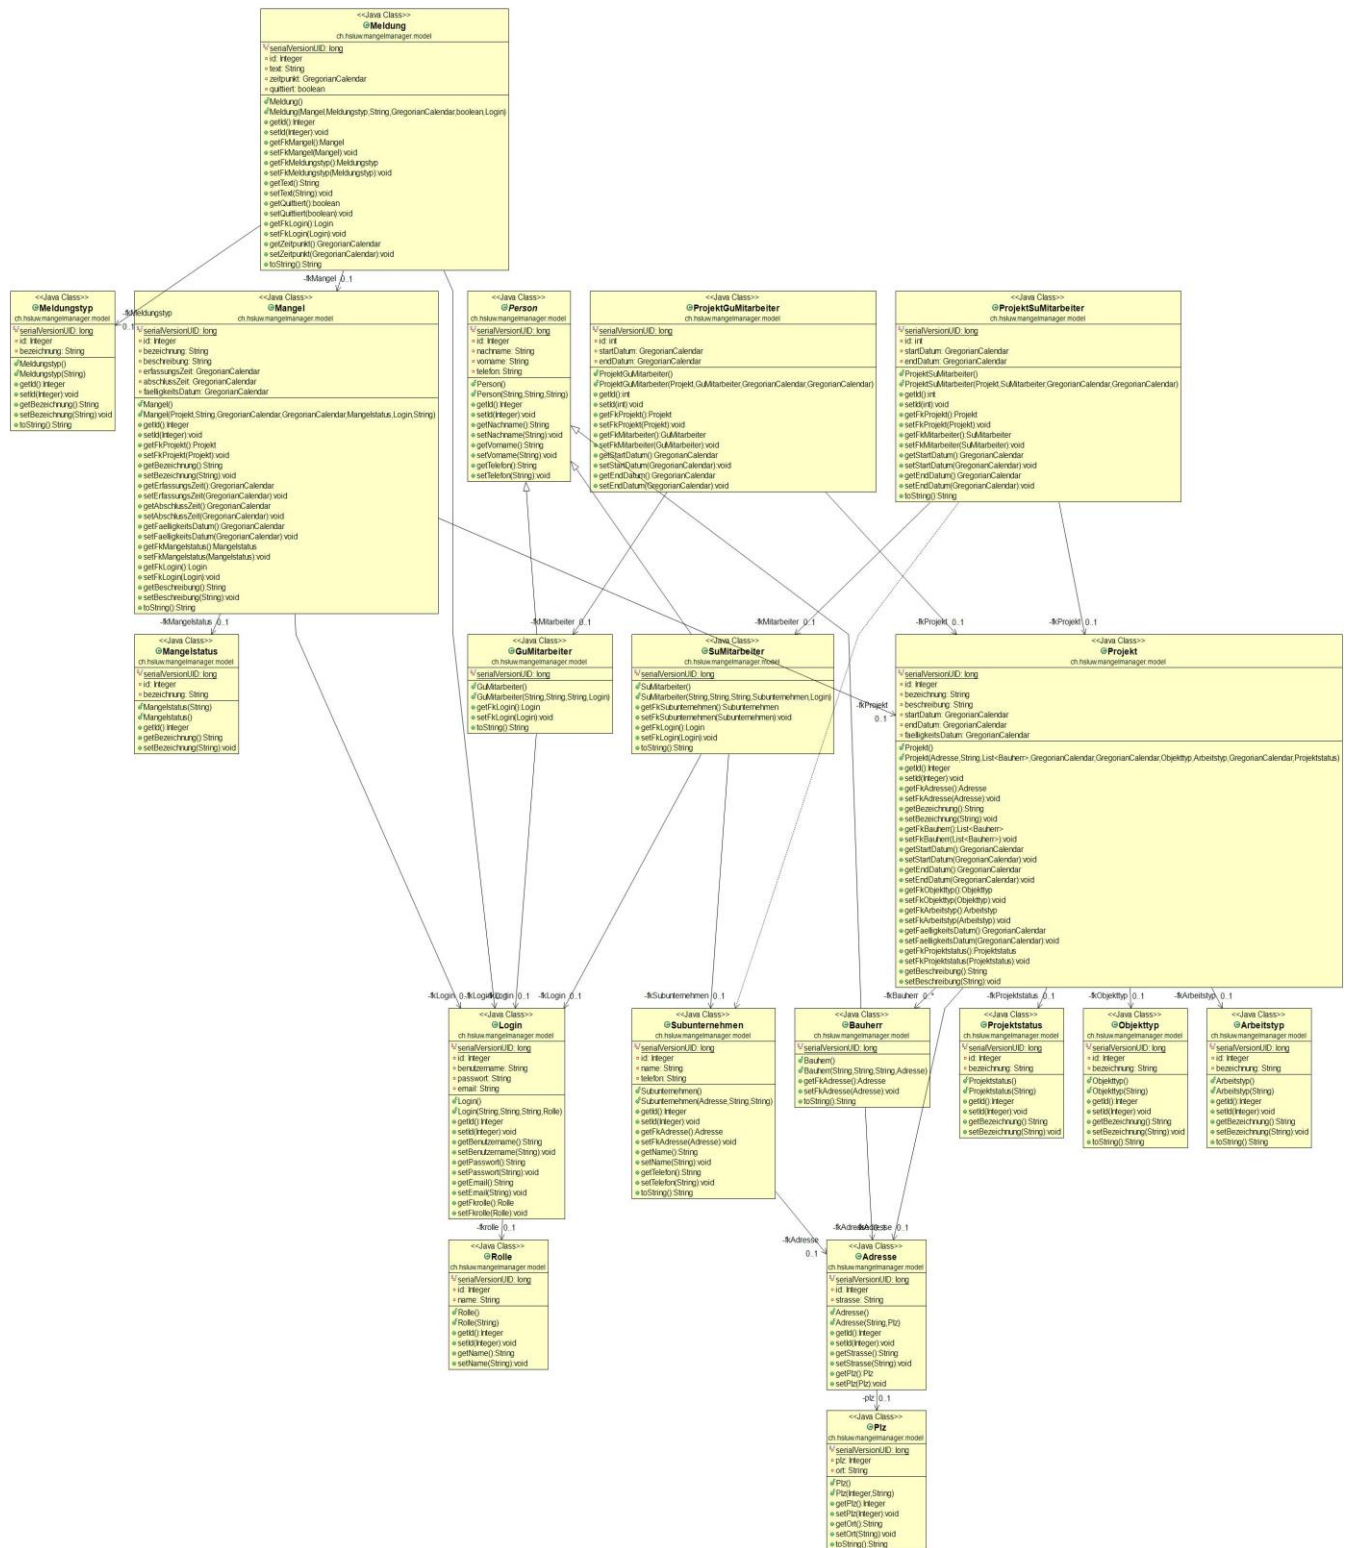 <<Java Class>>
Meldung
ch.hsluw.mangelmanager.model
serialVersionUID: long
id: Integer
text: String
zeitpunkt: GregorianCalendar
quittiert: boolean
Meldung()
Meldung(Mangel,Meldungstyp,String,GregorianCalendar,boolean,Login)
getId():Integer
setId(Integer):void
getFkMangel():Mangel
setFkMangel(Mangel):void
getFkMeldungstyp():Meldungstyp
setFkMeldungstyp(Meldungstyp):void
getText():String
setText(String):void
getQuittiert():boolean
setQuittiert(boolean):void
getFkLogin():Login
setFkLogin(Login):void
getZeitpunkt():GregorianCalendar
setZeitpunkt(GregorianCalendar):void
toString():String
-fkMangel 0..1
<<Java Class>>
Meldungstyp
ch.hsluw.mangelmanager.model
serialVersionUID: long
id: Integer
bezeichnung: String
Meldungstyp()
Meldungstyp(String)
getId():Integer
setId(Integer):void
getBezeichnung():String
setBezeichnung(String):void
toString():String
-fkMeldungstyp
0..1
<<Java Class>>
Mangel
ch.hsluw.mangelmanager.model
serialVersionUID: long
id: Integer
bezeichnung: String
beschreibung: String
erfassungsZeit: GregorianCalendar
abschlussZeit: GregorianCalendar
faelligkeitsDatum: GregorianCalendar
Mangel()
Mangel(Projekt,String,GregorianCalendar,GregorianCalendar,Mangelstatus,Login,String)
getId():Integer
setId(Integer):void
getFkProjekt():Projekt
setFkProjekt(Projekt):void
getBezeichnung():String
setBezeichnung(String):void
getErfassungsZeit():GregorianCalendar
setErfassungsZeit(GregorianCalendar):void
getAbschlussZeit():GregorianCalendar
setAbschlussZeit(GregorianCalendar):void
getFaelligkeitsDatum():GregorianCalendar
setFaelligkeitsDatum(GregorianCalendar):void
getFkMangelstatus():Mangelstatus
setFkMangelstatus(Mangelstatus):void
getFkLogin():Login
setFkLogin(Login):void
getBeschreibung():String
setBeschreibung(String):void
toString():String
<<Java Class>>
Person
ch.hsluw.mangelmanager.model
serialVersionUID: long
id: Integer
nachname: String
vorname: String
telefon: String
Person()
Person(String,String,String)
getId():Integer
setId(Integer):void
getNachname():String
setNachname(String):void
getVorname():String
setVorname(String):void
getTelefon():String
setTelefon(String):void
<<Java Class>>
ProjektGuMitarbeiter
ch.hsluw.mangelmanager.model
serialVersionUID: long
id: int
startDatum: GregorianCalendar
endDatum: GregorianCalendar
ProjektGuMitarbeiter()
ProjektGuMitarbeiter(Projekt,GuMitarbeiter,GregorianCalendar,GregorianCalendar)
getId():int
setId(int):void
getFkProjekt():Projekt
setFkProjekt(Projekt):void
getFkMitarbeiter():GuMitarbeiter
setFkMitarbeiter(GuMitarbeiter):void
getStartDatum():GregorianCalendar
setStartDatum(GregorianCalendar):void
getEndDatum():GregorianCalendar
setEndDatum(GregorianCalendar):void
<<Java Class>>
ProjektSuMitarbeiter
ch.hsluw.mangelmanager.model
serialVersionUID: long
id: int
startDatum: GregorianCalendar
endDatum: GregorianCalendar
ProjektSuMitarbeiter()
ProjektSuMitarbeiter(Projekt,SuMitarbeiter,GregorianCalendar,GregorianCalendar)
getId():int
setId(int):void
getFkProjekt():Projekt
setFkProjekt(Projekt):void
getFkMitarbeiter():SuMitarbeiter
setFkMitarbeiter(SuMitarbeiter):void
getStartDatum():GregorianCalendar
setStartDatum(GregorianCalendar):void
getEndDatum():GregorianCalendar
setEndDatum(GregorianCalendar):void
toString():String
-fkMangelstatus 0..1
-fkMitarbeiter 0..1
-fkMitarbeiter 0..1
-fkProjekt 0..1
-fkProjekt 0..1
<<Java Class>>
Mangelstatus
ch.hsluw.mangelmanager.model
serialVersionUID: long
id: Integer
bezeichnung: String
Mangelstatus(String)
Mangelstatus()
getId():Integer
getBezeichnung():String
setBezeichnung(String):void
<<Java Class>>
GuMitarbeiter
ch.hsluw.mangelmanager.model
serialVersionUID: long
GuMitarbeiter()
GuMitarbeiter(String,String,String,Login)
getFkLogin():Login
setFkLogin(Login):void
toString():String
<<Java Class>>
SuMitarbeiter
ch.hsluw.mangelmanager.model
serialVersionUID: long
SuMitarbeiter()
SuMitarbeiter(String,String,String,Subunternehmen,Login)
getFkSubunternehmen():Subunternehmen
setFkSubunternehmen(Subunternehmen):void
getFkLogin():Login
setFkLogin(Login):void
toString():String
-fkProjekt
0..1
<<Java Class>>
Projekt
ch.hsluw.mangelmanager.model
serialVersionUID: long
id: Integer
bezeichnung: String
beschreibung: String
startDatum: GregorianCalendar
endDatum: GregorianCalendar
faelligkeitsDatum: GregorianCalendar
Projekt()
Projekt(Adresse,String,List<Bauherr>,GregorianCalendar,GregorianCalendar,Objekttyp,Arbeitstyp,GregorianCalendar,Projektstatus)
getId():Integer
setId(Integer):void
getFkAdresse():Adresse
setFkAdresse(Adresse):void
getBezeichnung():String
setBezeichnung(String):void
getFkBauherr():List<Bauherr>
setFkBauherr(List<Bauherr>):void
getStartDatum():GregorianCalendar
setStartDatum(GregorianCalendar):void
getEndDatum():GregorianCalendar
setEndDatum(GregorianCalendar):void
getFkObjekttyp():Objekttyp
setFkObjekttyp(Objekttyp):void
getFkArbeitstyp():Arbeitstyp
setFkArbeitstyp(Arbeitstyp):void
getFaelligkeitsDatum():GregorianCalendar
setFaelligkeitsDatum(GregorianCalendar):void
getFkProjektstatus():Projektstatus
setFkProjektstatus(Projektstatus):void
getBeschreibung():String
setBeschreibung(String):void
-fkLogin
-fkLogin 0..1
-fkLogin 0..1
-fkSubunternehmen 0..1
-fkBauherr 0..*
-fkProjektstatus 0..1
-fkObjekttyp 0..1
-fkArbeitstyp 0..1
<<Java Class>>
Login
ch.hsluw.mangelmanager.model
serialVersionUID: long
id: Integer
benutzername: String
passwort: String
email: String
Login()
Login(String,String,String,Rolle)
getId():Integer
setId(Integer):void
getBenutzername():String
setBenutzername(String):void
getPasswort():String
setPasswort(String):void
getEmail():String
setEmail(String):void
getFkrolle():Rolle
setFkrolle(Rolle):void
<<Java Class>>
Subunternehmen
ch.hsluw.mangelmanager.model
serialVersionUID: long
id: Integer
name: String
telefon: String
Subunternehmen()
Subunternehmen(Adresse,String,String)
getId():Integer
setId(Integer):void
getFkAdresse():Adresse
setFkAdresse(Adresse):void
getName():String
setName(String):void
getTelefon():String
setTelefon(String):void
toString():String
<<Java Class>>
Bauherr
ch.hsluw.mangelmanager.model
serialVersionUID: long
Bauherr()
Bauherr(String,String,String,Adresse)
getFkAdresse():Adresse
setFkAdresse(Adresse):void
toString():String
<<Java Class>>
Projektstatus
ch.hsluw.mangelmanager.model
serialVersionUID: long
id: Integer
bezeichnung: String
Projektstatus()
Projektstatus(String)
getId():Integer
setId(Integer):void
getBezeichnung():String
setBezeichnung(String):void
<<Java Class>>
Objekttyp
ch.hsluw.mangelmanager.model
serialVersionUID: long
id: Integer
bezeichnung: String
Objekttyp()
Objekttyp(String)
getId():Integer
setId(Integer):void
getBezeichnung():String
setBezeichnung(String):void
toString():String
<<Java Class>>
Arbeitstyp
ch.hsluw.mangelmanager.model
serialVersionUID: long
id: Integer
bezeichnung: String
Arbeitstyp()
Arbeitstyp(String)
getId():Integer
setId(Integer):void
getBezeichnung():String
setBezeichnung(String):void
toString():String
-fkrolle 0..1
-fkAdresse
0..1
-fkAdresse 0..1
<<Java Class>>
Rolle
ch.hsluw.mangelmanager.model
serialVersionUID: long
id: Integer
name: String
Rolle()
Rolle(String)
getId():Integer
setId(Integer):void
getName():String
setName(String):void
<<Java Class>>
Adresse
ch.hsluw.mangelmanager.model
serialVersionUID: long
id: Integer
strasse: String
Adresse()
Adresse(String,Plz)
getId():Integer
setId(Integer):void
getStrasse():String
setStrasse(String):void
getPlz():Plz
setPlz(Plz):void
-plz 0..1
<<Java Class>>
Plz
ch.hsluw.mangelmanager.model
serialVersionUID: long
plz: Integer
ort: String
Plz()
Plz(Integer,String)
getPlz():Integer
setPlz(Integer):void
getOrt():String
setOrt(String):void
toString():String